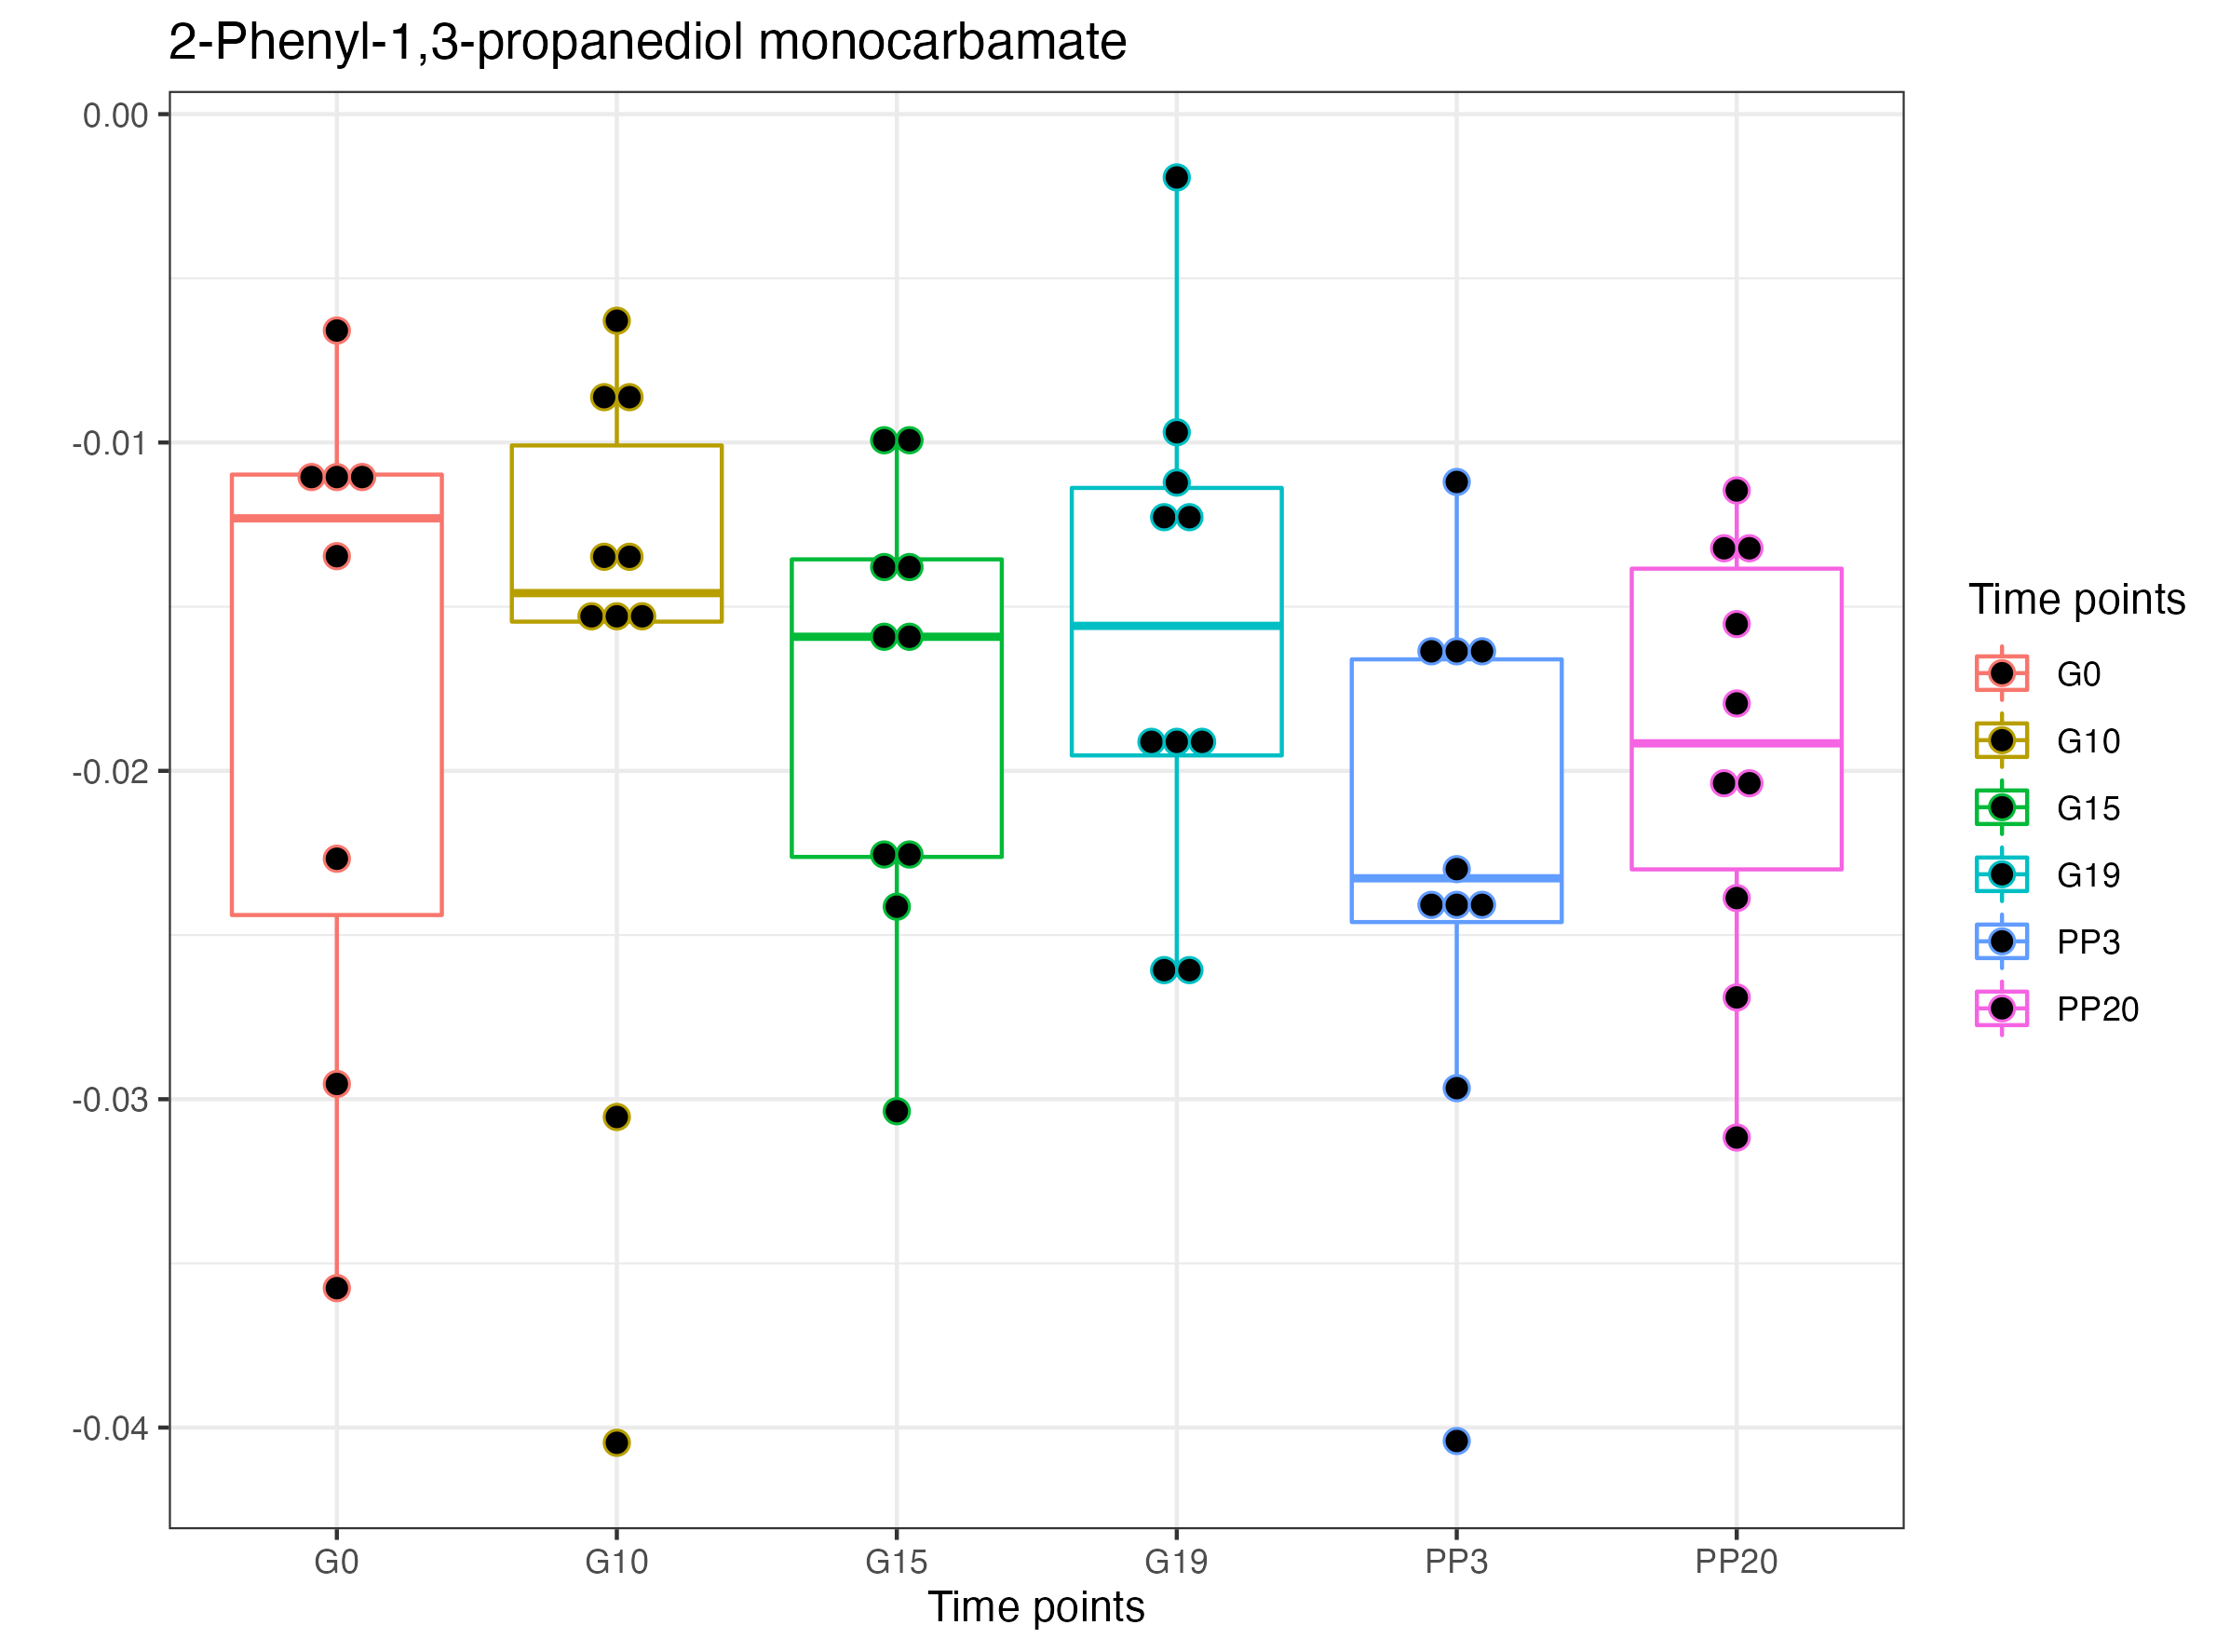 2-Phenyl-1,3-propanediol monocarbamate
0.00
-0.01
-0.02
-0.03
-0.04
G0 G10 G15 G19 PP3 PP20
Time points
Time points
G0
G10
G15
G19
PP3
PP20